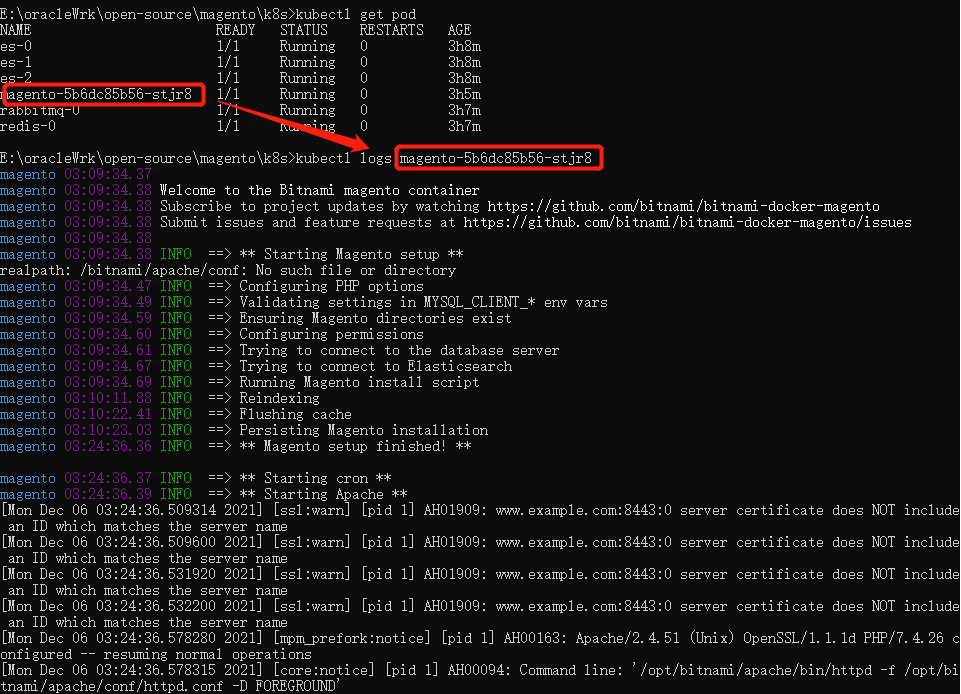 E:\oracleWrk\open-source\magento\k8s>kubectl get pod
NAME                       READY   STATUS    RESTARTS   AGE
es-0                       1/1     Running   0          3h8m
es-1                       1/1     Running   0          3h8m
es-2                       1/1     Running   0          3h8m
magento-5b6dc85b56-stjr8   1/1     Running   0          3h5m
rabbitmq-0                 1/1     Running   0          3h7m
redis-0                    1/1     Running   0          3h7m
E:\oracleWrk\open-source\magento\k8s>kubectl logs magento-5b6dc85b56-stjr8
magento 03:09:34.37
magento 03:09:34.38 Welcome to the Bitnami magento container
magento 03:09:34.38 Subscribe to project updates by watching https://github.com/bitnami/bitnami-docker-magento
magento 03:09:34.38 Submit issues and feature requests at https://github.com/bitnami/bitnami-docker-magento/issues
magento 03:09:34.38
magento 03:09:34.38 INFO  ==> ** Starting Magento setup **
realpath: /bitnami/apache/conf: No such file or directory
magento 03:09:34.47 INFO  ==> Configuring PHP options
magento 03:09:34.49 INFO  ==> Validating settings in MYSQL_CLIENT_* env vars
magento 03:09:34.59 INFO  ==> Ensuring Magento directories exist
magento 03:09:34.60 INFO  ==> Configuring permissions
magento 03:09:34.61 INFO  ==> Trying to connect to the database server
magento 03:09:34.67 INFO  ==> Trying to connect to Elasticsearch
magento 03:09:34.69 INFO  ==> Running Magento install script
magento 03:10:11.88 INFO  ==> Reindexing
magento 03:10:22.41 INFO  ==> Flushing cache
magento 03:10:23.03 INFO  ==> Persisting Magento installation
magento 03:24:36.36 INFO  ==> ** Magento setup finished! **
magento 03:24:36.37 INFO  ==> ** Starting cron **
magento 03:24:36.39 INFO  ==> ** Starting Apache **
[Mon Dec 06 03:24:36.509314 2021] [ssl:warn] [pid 1] AH01909: www.example.com:8443:0 server certificate does NOT include
 an ID which matches the server name
[Mon Dec 06 03:24:36.509600 2021] [ssl:warn] [pid 1] AH01909: www.example.com:8443:0 server certificate does NOT include
 an ID which matches the server name
[Mon Dec 06 03:24:36.531920 2021] [ssl:warn] [pid 1] AH01909: www.example.com:8443:0 server certificate does NOT include
 an ID which matches the server name
[Mon Dec 06 03:24:36.532200 2021] [ssl:warn] [pid 1] AH01909: www.example.com:8443:0 server certificate does NOT include
 an ID which matches the server name
[Mon Dec 06 03:24:36.578280 2021] [mpm_prefork:notice] [pid 1] AH00163: Apache/2.4.51 (Unix) OpenSSL/1.1.1d PHP/7.4.26 c
onfigured -- resuming normal operations
[Mon Dec 06 03:24:36.578315 2021] [core:notice] [pid 1] AH00094: Command line: '/opt/bitnami/apache/bin/httpd -f /opt/bi
tnami/apache/conf/httpd.conf -D FOREGROUND'